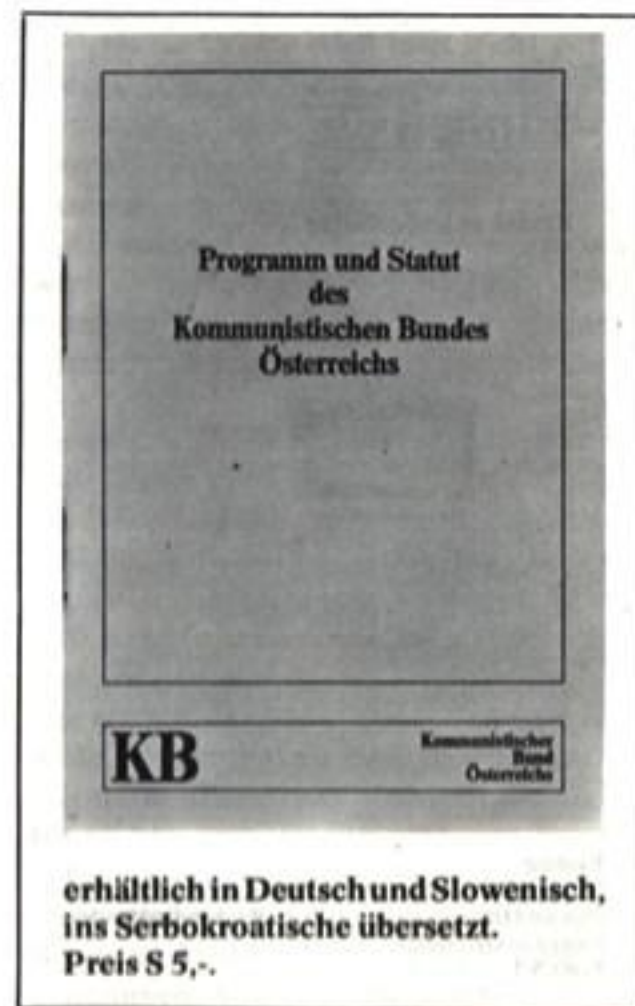 Programm und Statut
des
Kommunistischen Bundes
Österreichs
KB
Kommunistischer
Bund
Österreichs
erhältlich in Deutsch und Slowenisch,
ins Serbokroatische übersetzt.
Preis S 5,-.